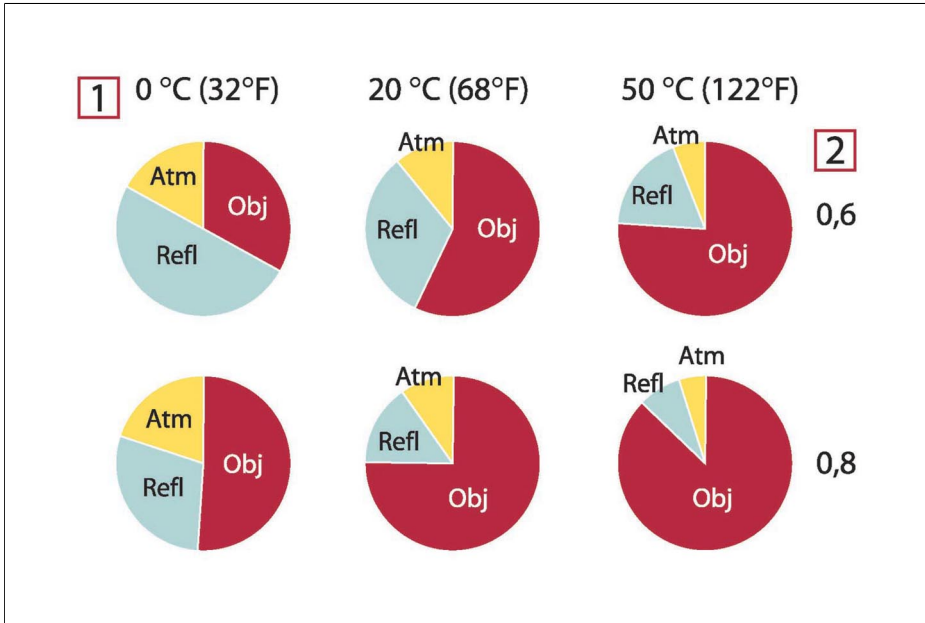 1 0 °C (32°F) 20 °C (68°F) 50 °C (122°F)
2
Atm Obj Refl
Atm Refl Obj
Atm Refl Obj
0,6
Atm Obj Refl
Atm Refl Obj
Atm Refl Obj
0,8